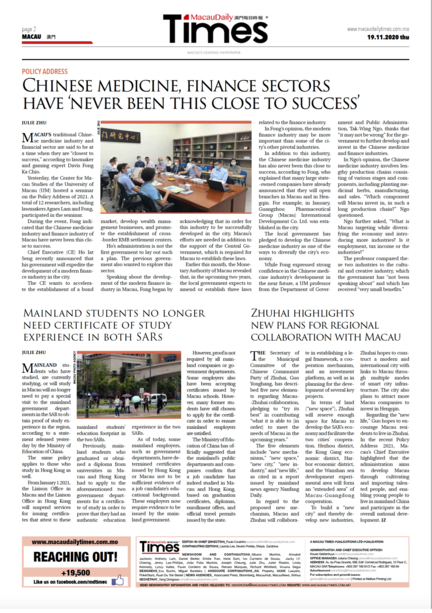 page 2
MACAU 澳門
MacauDaily 澳門每日時報
Times
www.macaudailytimes.com.mo
19.11.2020 thu
POLICY ADDRESS
CHINESE MEDICINE, FINANCE SECTORS
HAVE ‘NEVER BEEN THIS CLOSE TO SUCCESS’
JULIE ZHU
MACAU’S traditional Chinese
medicine industry and
financial sector are said to be at
a time when they are “closest to
success,” according to lawmaker
and gaming expert Davis Fong
Ka Chio.
Yesterday, the Center for Macau
Studies of the University of
Macau (UM) hosted a seminar
on the Policy Address of 2021. A
total of 12 researchers, including
lawmakers Agnes Lam and Fong,
participated in the seminar.
During the event, Fong indicated
that the Chinese medicine
industry and finance industry of
Macau have never been this close
to success.
Chief Executive (CE) Ho Iat
Seng recently announced that
his government will expedite the
development of a modern finance
industry in the city.
The CE wants to accelerate
the establishment of a bond
market, develop wealth management
businesses, and promote
the establishment of cross-border
RMB settlement centers.
Ho’s administration is not the
first government to lay out such
a plan. The previous government
also wanted to explore this
sector.
Speaking about the development
of the modern finance industry
in Macau, Fong began by
acknowledging that in order for
this industry to be successfully
developed in the city, Macau’s
efforts are needed in addition to
the support of the Central Government,
which is required for
Macau to establish these laws.
Earlier this month, the Monetary
Authority of Macau revealed
that, in the upcoming two years,
the local government expects to
amend or establish three laws
related to the finance industry.
In Fong’s opinion, the modern
finance industry may be more
important than some of the city’s
other pivotal industries.
In addition to this industry,
the Chinese medicine industry
has also never been this close to
success, according to Fong, who
explained that many large state-owned
companies have already
announced that they will open
branches in Macau and in Hengqin.
For example, in January,
Guangzhou Pharmaceutical
Group (Macao) International
Development Co. Ltd. was established
in the city.
The local government has
pledged to develop the Chinese
medicine industry as one of the
ways to diversify the city’s economy.
While Fong expressed strong
confidence in the Chinese medicine
industry’s development in
the near future, a UM professor
from the Department of Government
and Public Administration,
Tak-Wing Ngo, thinks that
“it may not be wrong” for the government
to further develop and
invest in the Chinese medicine
and finance industries.
In Ngo’s opinion, the Chinese
medicine industry involves lengthy
production chains consisting
of various stages and components,
including planting medicinal
herbs, manufacturing,
and sales. “Which component
will Macau invest in, in such a
long production chain?” Ngo
questioned.
Ngo further asked, “What is
Macau targeting while diversifying
the economy and introducing
more industries? Is it
employment, tax income or the
industries?”
The professor compared these
two industries to the cultural
and creative industry, which
the government has “not been
speaking about” and which has
received “very small benefits.”
MAINLAND STUDENTS NO LONGER
NEED CERTIFICATE OF STUDY
EXPERIENCE IN BOTH SARS
JULIE ZHU
MAINLAND students
who have
studied, are currently
studying, or will study
in Macau will no longer
need to pay a special
visit to the mainland
government departments
in the SAR to obtain
proof of study experience
in the region,
according to a statement
released yesterday
by the Ministry of
Education of China.
The same policy
applies to those who
study in Hong Kong as
well.
From January 1, 2021,
the Liaison Office in
Macau and the Liaison
Office in Hong Kong
will suspend services
for issuing certificates
that attest to these
mainland students’
education footprint in
the two SARs.
Previously, mainland
students who
graduated or obtained
a diploma from
universities in Macau
and Hong Kong
had to apply to the
aforementioned two
government departments
for a certificate
of study in order to
prove that they had an
authentic education
experience in the two
SARs.
As of today, some
mainland employers,
such as government
departments, have determined
certificates
issued by Hong Kong
or Macau not to be
sufficient evidence of
a job candidate’s educational
background.
These employers now
require evidence to be
issued by the mainland
government.
However, proof is not
required by all mainland
companies or government
departments.
Some employers also
have been accepting
certificates issued by
Macau schools. However,
many former students
have still chosen
to apply for the certificate
in order to ensure
mainland employers
are satisfied.
The Ministry of Education
of China has officially
suggested that the
mainland’s public departments
and companies
confirm that a
job candidate has
indeed studied in Macau
and Hong Kong,
based on graduation
certificates, diplomas,
enrollment offers, and
official travel permits
issued by the state.
ZHUHAI HIGHLIGHTS
NEW PLANS FOR REGIONAL
COLLABORATION WITH MACAU
THE Secretary of
the Municipal
Committee of the
Chinese Communist
Party of Zhuhai, Guo
Yonghang, has described
five new elements
regarding Macau-Zhuhai
collaboration,
pledging to “try its
best” in contributing
“what it is able to (in
order) to meet the
needs of Macau in the
upcoming years.”
The five elements
include “new mechanisms,”
“new space,”
“new city,” “new industry,”
and “new life,”
as cited in a report
issued by mainland
news agency Nanfang
Daily.
In regard to the
proposed new mechanism,
Macau and
Zhuhai will collaborate
in establishing a legal
framework, a cooperation
mechanism,
and an investment
platform, as well as in
planning for the development
of several key
projects.
In terms of land
(“new space”), Zhuhai
will reserve enough
space for Macau to
develop the SAR’s economy
and facilitate the
two cities’ cooperation.
Hezhou district,
the Kong Gang economic
district, Harbor
economic district,
and the Wanshan sea
development experimental
area will form
an “extended area” of
Macau-Guangdong
cooperation.
To build a “new
city” and thereby develop
new industries,
Zhuhai hopes to construct
a modern and
international city with
links to Macau through
multiple modes
of smart city infrastructure.
The city also
plans to attract more
Macau companies to
invest in Hengqin.
Regarding the “new
life,” Guo hopes to encourage
Macau residents
to live in Zhuhai.
In the recent Policy
Address 2021, Macau’s
Chief Executive
highlighted that the
administration aims
to develop Macau
through cultivating
and importing talented
people, and enabling
young people to
live in mainland China
and participate in the
overall national development.
www.macaudailytimes.com.mo
REACHING OUT!
+19,500
Like us on facebook.com/mdtimes
Times